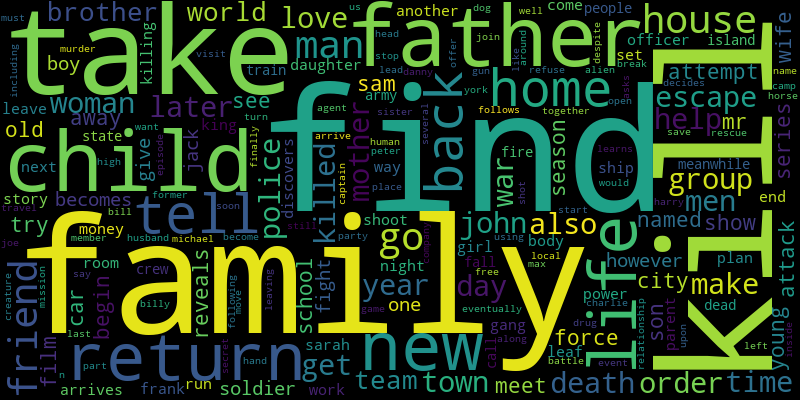 brother
world
love
us
another
dog
well
come
people
must
take
killing
father
house
including
murder
boy
visit
man
daughter
head
stop
join
despite
set
officer
island
wife
train
lead
danny
gun
like
around
offer
refuse
alien
break
attempt
name
leave
woman
later
see
sam
army
york
decides
camp
horse
old
away
king
agent
sister
follows
together
asks
open
escape
series
state
turn
arrive
find
home
help
mr
child
give
jack
want
episode
finally
discovers
mother
human
peter
several
back
war
season
fire
learns
save
rescue
next
high
police
killed
captain
way
place
ship
would
meanwhile
group
kill
story
becomes
former
tell
soon
still
shoot
shot
start
harry
men
end
travel
try
bill
money
party
go
john
also
named
show
joe
member
husband
michael
become
night
company
girl
using
body
local
however
plan
family
room
reveals
school
fight
fall
free
max
life
city
creature
say
crew
following
move
leaving
year
day
power
charlie
make
dead
attack
friend
mission
car
begin
billy
game
one
eventually
drug
force
relationship
son
parent
upon
left
young
inside
film
last
return
secret
sarah
new
call
along
gang
battle
event
leaf
n
part
hand
get
arrives
frank
run
soldier
work
team
town
meet
death
order
time